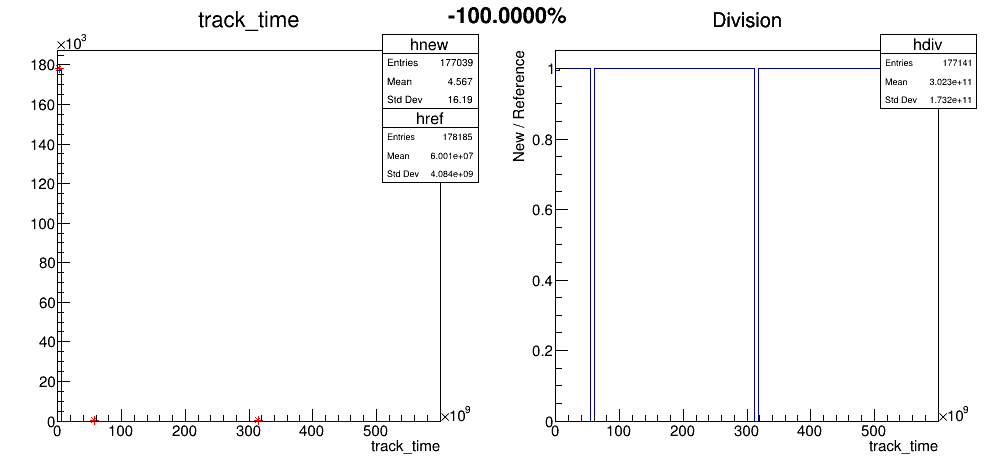 -100.0000%
track_time
×10³
180
160
140
120
100
80
60
40
20
0
0 100 200 300 400 500
×10⁹
track_time
hnew
Entries 177039
Mean 4.567
Std Dev 16.19
href
Entries 178185
Mean 6.001e+07
Std Dev 4.084e+09
Division
New / Reference
1
0.8
0.6
0.4
0.2
0
0 100 200 300 400 500
×10⁹
track_time
hdiv
Entries 177141
Mean 3.023e+11
Std Dev 1.732e+11